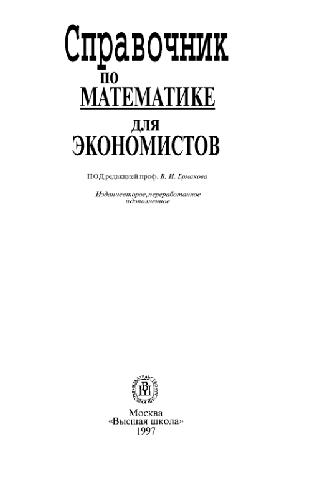 Справочник
по
МАТЕМАТИКЕ
для
ЭКОНОМИСТОВ
ПОД редакцией проф. В. И. Ермакова
Издание второе, переработанное
и дополненное
Москва
«Высшая школа»
1997